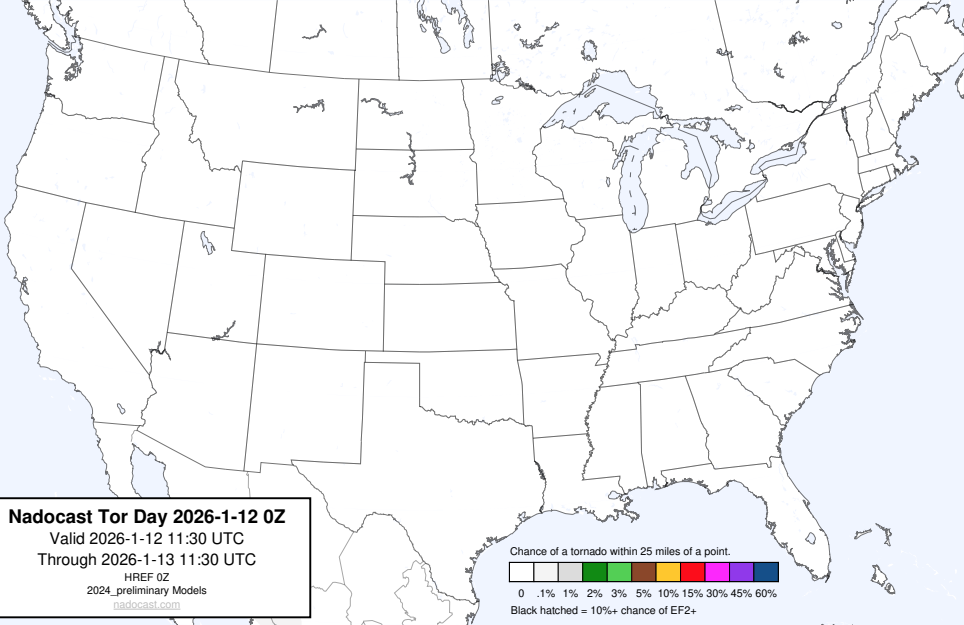 Nadocast Tor Day 2026-1-12 0Z
Valid 2026-1-12 11:30 UTC
Through 2026-1-13 11:30 UTC
HREF 0Z
2024_preliminary Models
nadocast.com
Chance of a tornado within 25 miles of a point.
0 .1% 1% 2% 3% 5% 10% 15% 30% 45% 60%
Black hatched = 10%+ chance of EF2+